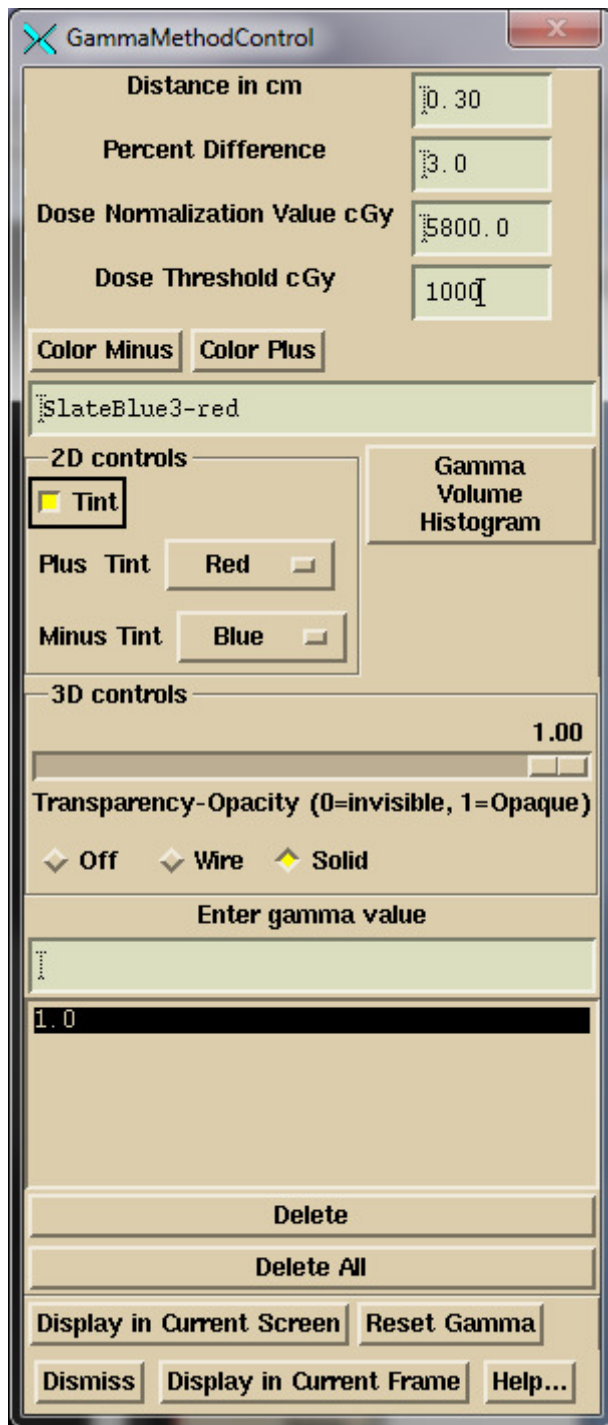 GammaMethodControl
Distance in cm 0.30
Percent Difference 3.0
Dose Normalization Value cGy 5800.0
Dose Threshold cGy 1000
Color Minus Color Plus
SlateBlue3-red
2D controls
Tint
Plus Tint Red
Minus Tint Blue
Gamma
Volume
Histogram
3D controls
1.00
Transparency-Opacity (0=invisible, 1=Opaque)
Off Wire Solid
Enter gamma value
1.0
Delete
Delete All
Display in Current Screen Reset Gamma
Dismiss Display in Current Frame Help...